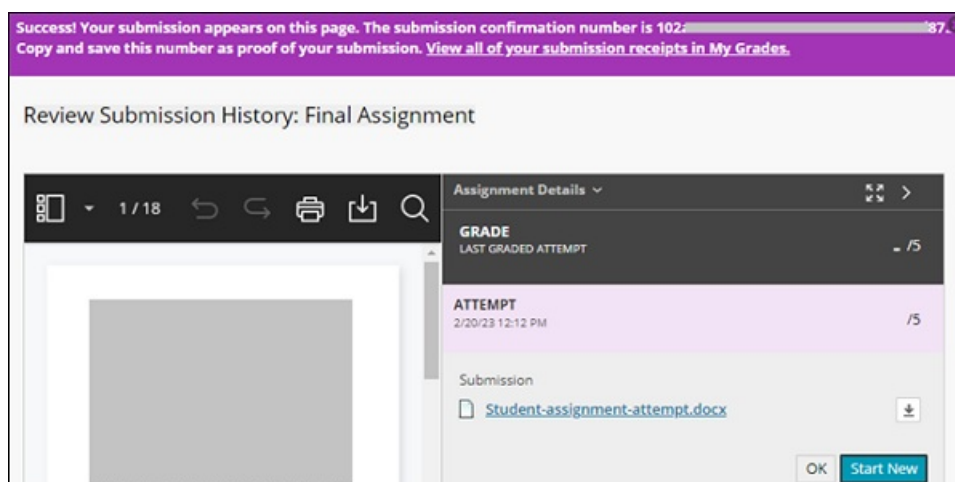 Success! Your submission appears on this page. The submission confirmation number is 102
87.
Copy and save this number as proof of your submission. View all of your submission receipts in My Grades.
Review Submission History: Final Assignment
1/18
Assignment Details
GRADE
LAST GRADED ATTEMPT
- /5
ATTEMPT
2/20/23 12:12 PM
/5
Submission
Student-assignment-attempt.docx
OK
Start New